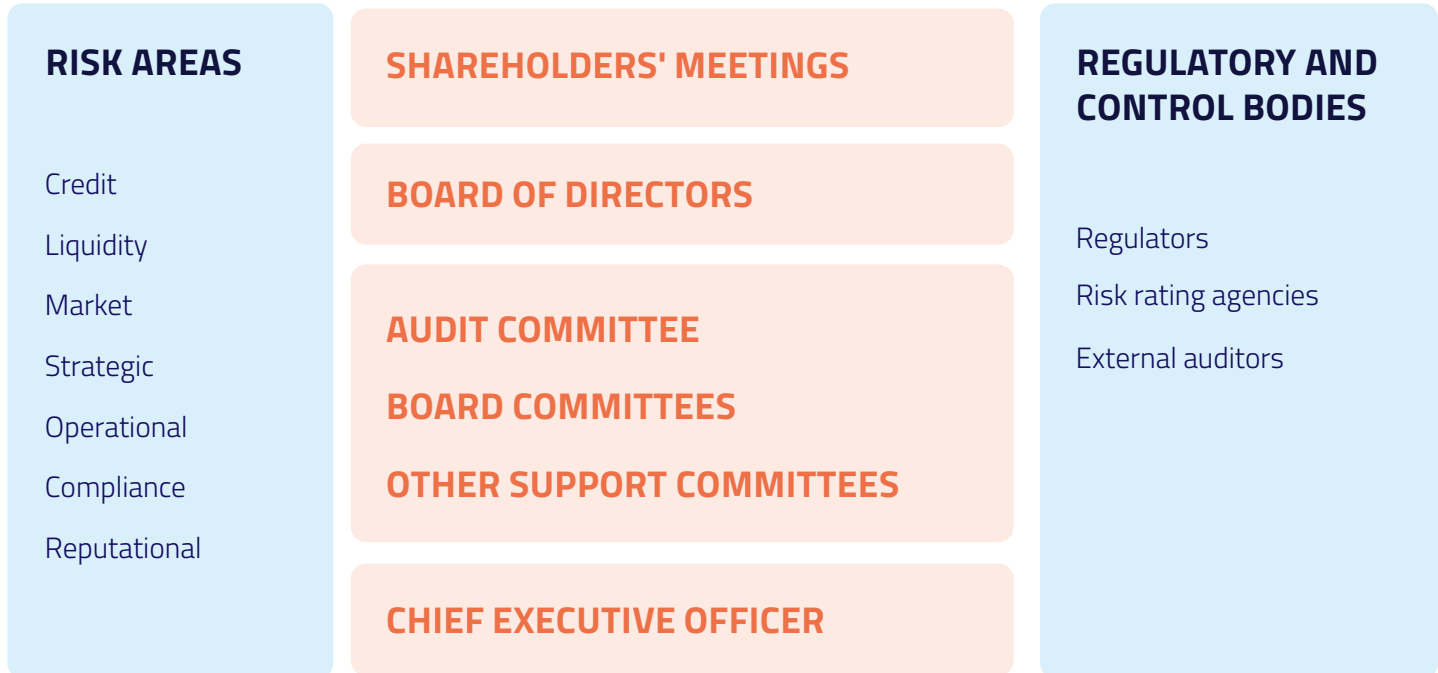 RISK AREAS
Credit
Liquidity
Market
Strategic
Operational
Compliance
Reputational
SHAREHOLDERS' MEETINGS
BOARD OF DIRECTORS
AUDIT COMMITTEE
BOARD COMMITTEES
OTHER SUPPORT COMMITTEES
CHIEF EXECUTIVE OFFICER
REGULATORY AND
CONTROL BODIES
Regulators
Risk rating agencies
External auditors